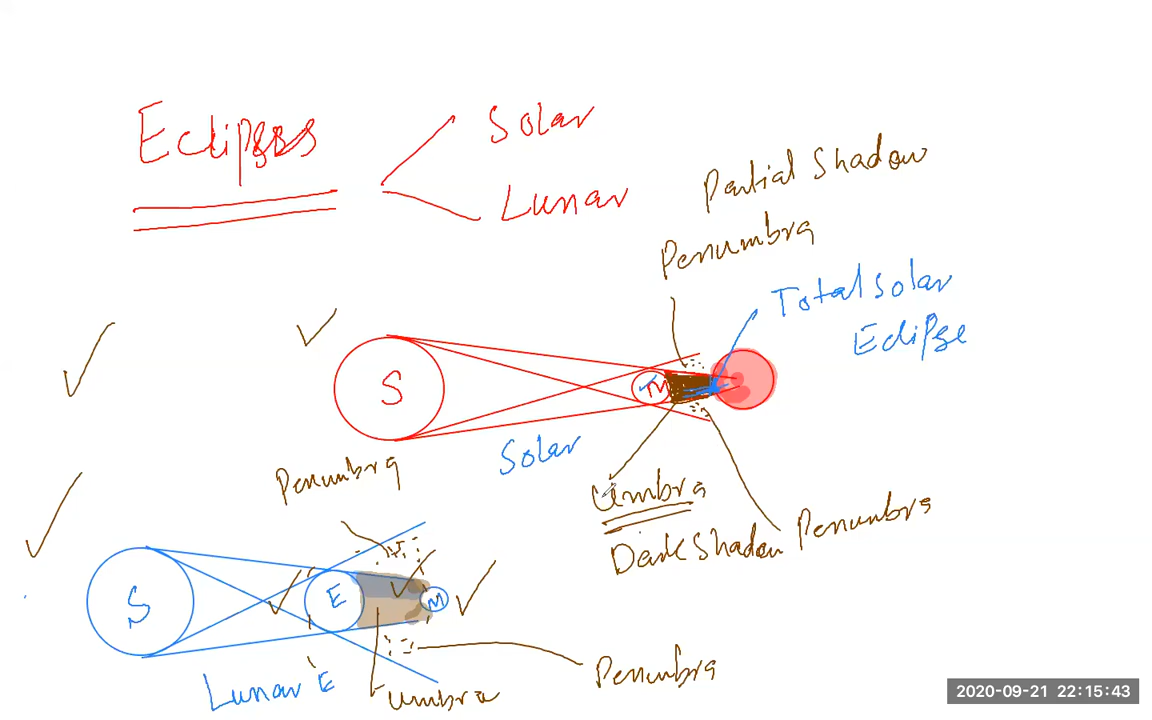 Eclipses
Solar
Lunar
Partial Shadow
Penumbra
Total Solar
Eclipse
S
M
Solar
Penumbra
Umbra
Dark Shadow
Penumbra
S
E
M
Lunar E
Umbra
Penumbra
2020-09-21 22:15:43